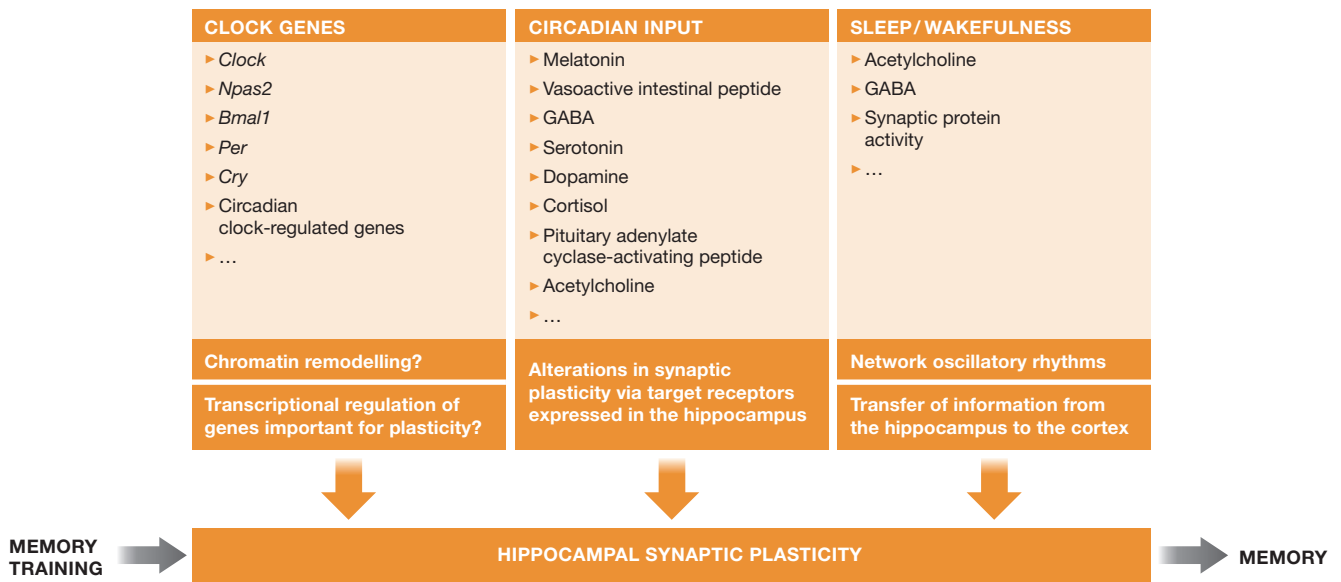 CLOCK GENES
► Clock
► Npas2
► Bmal1
► Per
► Cry
► Circadian
clock-regulated genes
► …
Chromatin remodelling?
Transcriptional regulation of
genes important for plasticity?
CIRCADIAN INPUT
► Melatonin
► Vasoactive intestinal peptide
► GABA
► Serotonin
► Dopamine
► Cortisol
► Pituitary adenylate
cyclase-activating peptide
► Acetylcholine
► …
Alterations in synaptic
plasticity via target receptors
expressed in the hippocampus
SLEEP/WAKEFULNESS
► Acetylcholine
► GABA
► Synaptic protein
activity
► …
Network oscillatory rhythms
Transfer of information from
the hippocampus to the cortex
MEMORY
TRAINING
HIPPOCAMPAL SYNAPTIC PLASTICITY
MEMORY